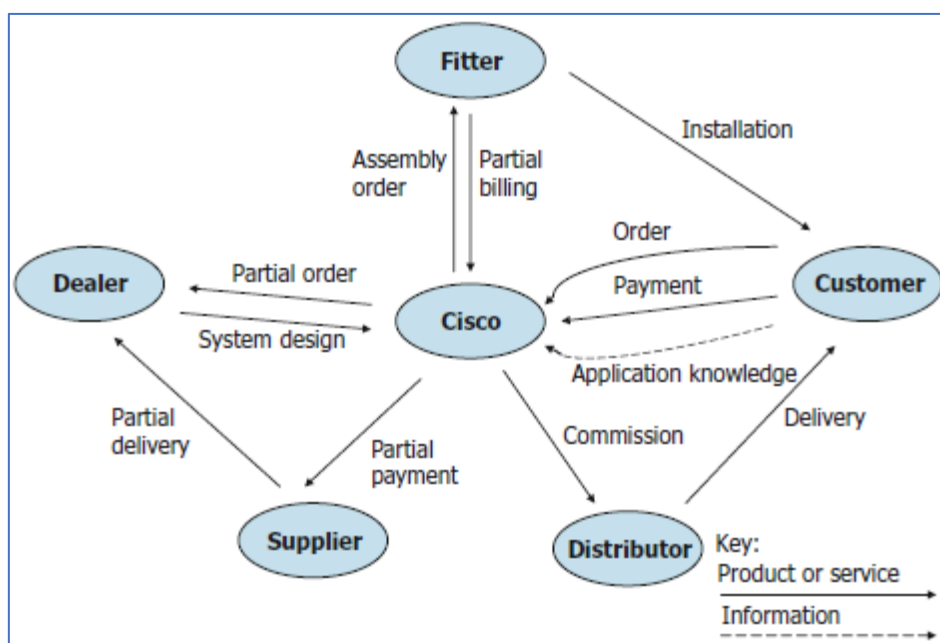 Fitter
Installation
Assembly
order
Partial
billing
Order
Dealer
Partial order
Customer
Payment
Cisco
System design
Application knowledge
Partial
delivery
Delivery
Commission
Partial
payment
Supplier
Distributor
Key:
Product or service
Information